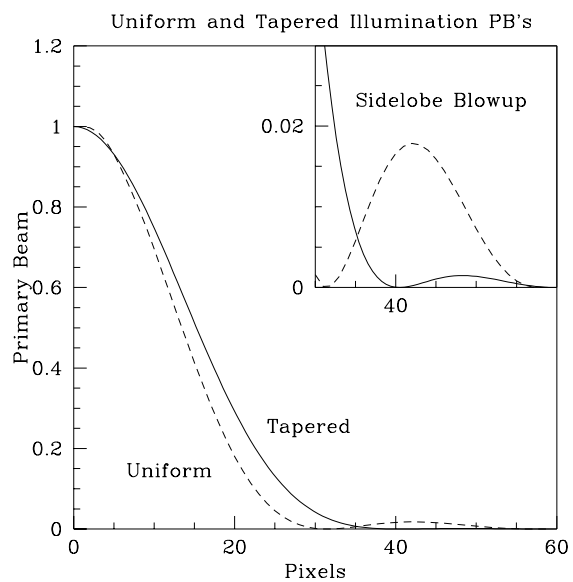 Uniform and Tapered Illumination PB's
1.2
1
0.8
0.6
0.4
0.2
0
Primary Beam
Sidelobe Blowup
0.02
0
40
Tapered
Uniform
0
20
40
60
Pixels